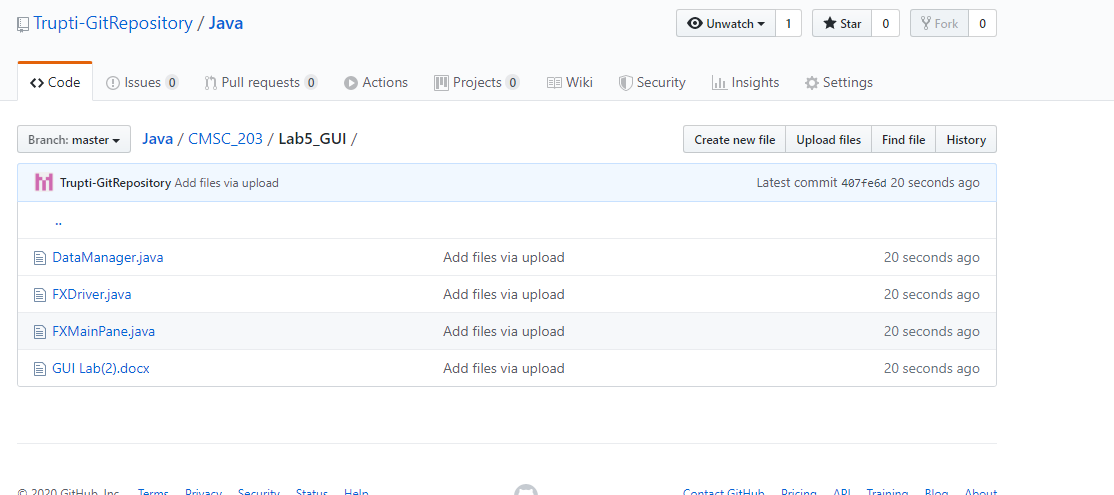 Trupti-GitRepository / Java Unwatch 1 Star 0 Fork 0
Code Issues 0 Pull requests 0 Actions Projects 0 Wiki Security Insights Settings
Branch: master Java / CMSC_203 / Lab5_GUI / Create new file Upload files Find file History
Trupti-GitRepository Add files via upload Latest commit 407fe6d 20 seconds ago
..
DataManager.java Add files via upload 20 seconds ago
FXDriver.java Add files via upload 20 seconds ago
FXMainPane.java Add files via upload 20 seconds ago
GUI Lab(2).docx Add files via upload 20 seconds ago
© 2020 GitHub, Inc. Terms Privacy Security Status Help Contact GitHub Pricing API Training Blog About